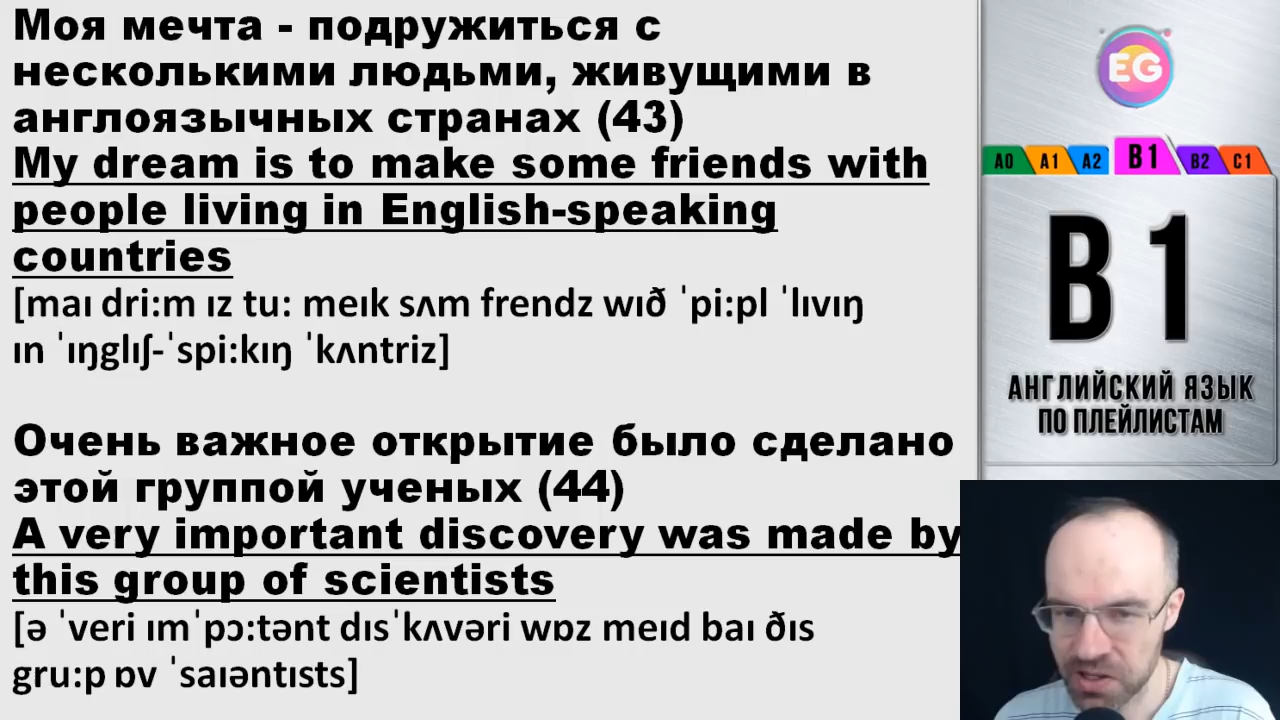 Моя мечта - подружиться с
несколькими людьми, живущими в
англоязычных странах (43)
My dream is to make some friends with
people living in English-speaking
countries
[maɪ dri:m ɪz tu: meɪk sʌm frendz wɪð ˈpi:pl ˈlɪvɪŋ
ɪn ˈɪŋglɪʃ-ˈspi:kɪŋ ˈkʌntriz]
Очень важное открытие было сделано
этой группой ученых (44)
A very important discovery was made by
this group of scientists
[ə ˈveri ɪmˈpɔ:tənt dɪsˈkʌvəri wɒz meɪd baɪ ðɪs
gru:p ɒv ˈsaɪəntɪsts]
EG
A0 A1 A2 B1 B2 C1
B1
АНГЛИЙСКИЙ ЯЗЫК
ПО ПЛЕЙЛИСТАМ